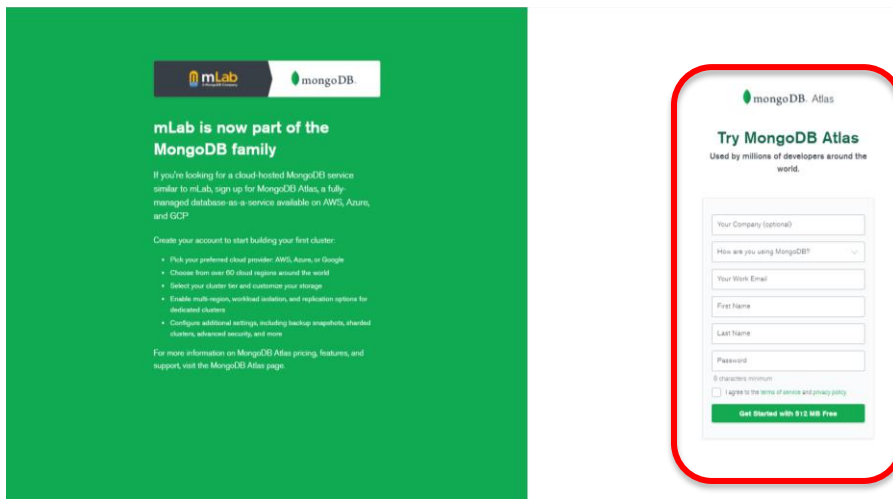 mLab
A MongoDB Company
mongoDB.
mLab is now part of the
MongoDB family
If you're looking for a cloud-hosted MongoDB service
similar to mLab, sign up for MongoDB Atlas, a fully-
managed database-as-a-service available on AWS, Azure,
and GCP
Create your account to start building your first cluster:
• Pick your preferred cloud provider: AWS, Azure, or Google
• Choose from over 60 cloud regions around the world
• Select your cluster tier and customize your storage
• Enable multi-region, workload isolation, and replication options for
dedicated clusters
• Configure additional settings, including backup snapshots, sharded
clusters, advanced security, and more
For more information on MongoDB Atlas pricing, features, and
support, visit the MongoDB Atlas page.
mongoDB. Atlas
Try MongoDB Atlas
Used by millions of developers around the
world.
Your Company (optional)
How are you using MongoDB?
Your Work Email
First Name
Last Name
Password
8 characters minimum
I agree to the terms of service and privacy policy.
Get Started with 512 MB Free